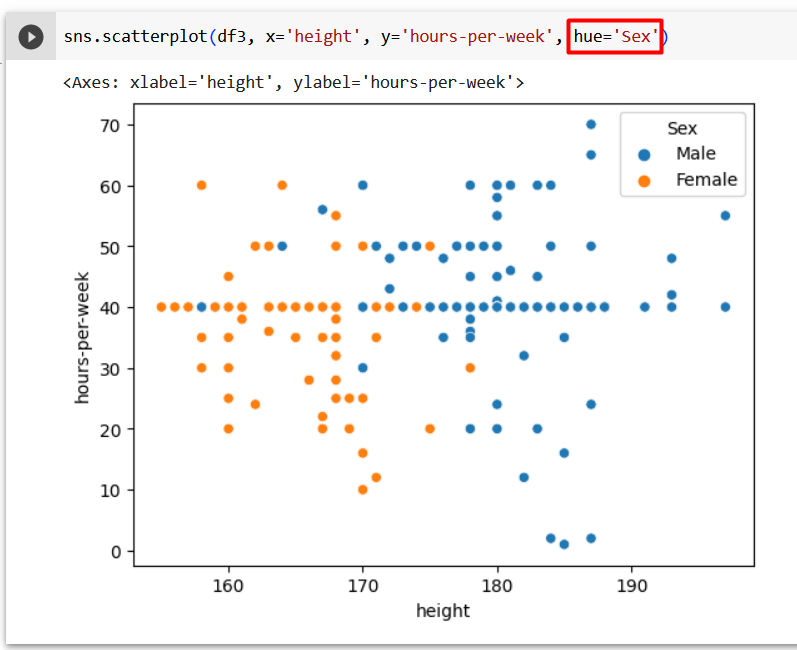 sns.scatterplot(df3, x='height', y='hours-per-week', hue='Sex')
<Axes: xlabel='height', ylabel='hours-per-week'>
Sex
Male
Female
70
60
50
40
30
20
10
0
hours-per-week
160 170 180 190
height